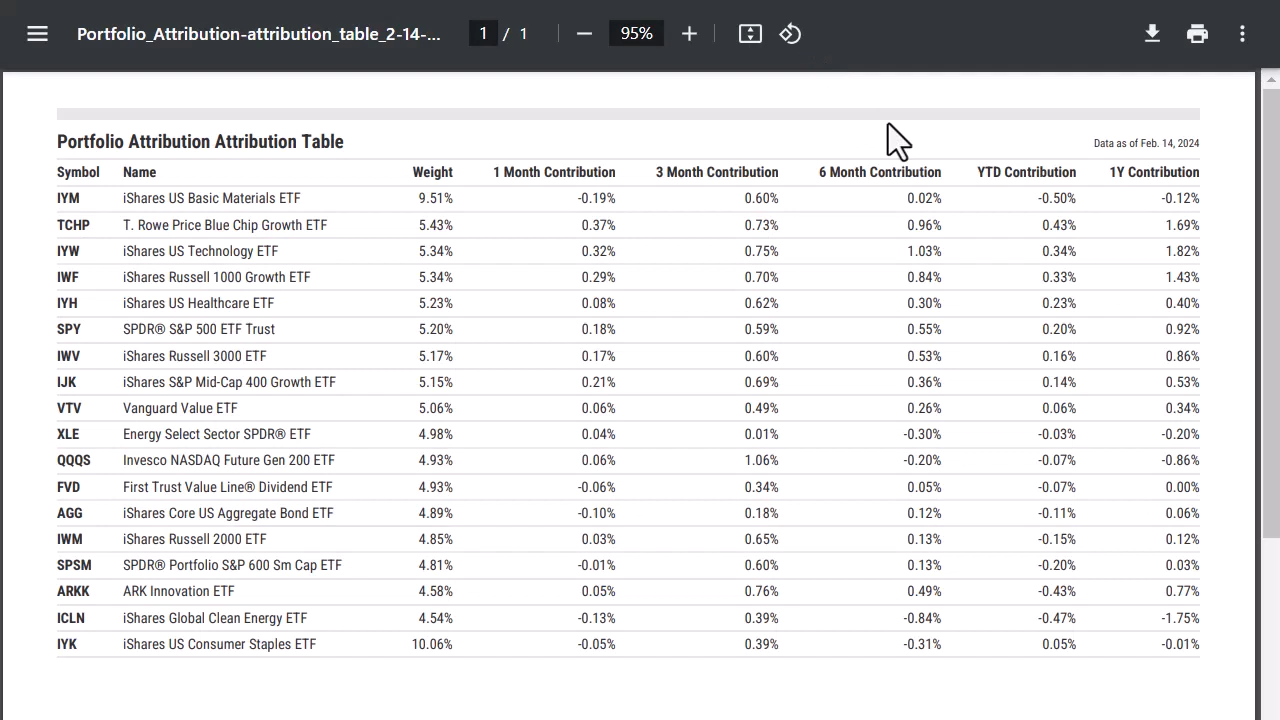 Portfolio_Attribution-attribution_table_2-14-... 1 / 1 95%
Portfolio Attribution Attribution Table Data as of Feb. 14, 2024
Symbol Name Weight 1 Month Contribution 3 Month Contribution 6 Month Contribution YTD Contribution 1Y Contribution
IYM iShares US Basic Materials ETF 9.51% -0.19% 0.60% 0.02% -0.50% -0.12%
TCHP T. Rowe Price Blue Chip Growth ETF 5.43% 0.37% 0.73% 0.96% 0.43% 1.69%
IYW iShares US Technology ETF 5.34% 0.32% 0.75% 1.03% 0.34% 1.82%
IWF iShares Russell 1000 Growth ETF 5.34% 0.29% 0.70% 0.84% 0.33% 1.43%
IYH iShares US Healthcare ETF 5.23% 0.08% 0.62% 0.30% 0.23% 0.40%
SPY SPDR® S&P 500 ETF Trust 5.20% 0.18% 0.59% 0.55% 0.20% 0.92%
IWV iShares Russell 3000 ETF 5.17% 0.17% 0.60% 0.53% 0.16% 0.86%
IJK iShares S&P Mid-Cap 400 Growth ETF 5.15% 0.21% 0.69% 0.36% 0.14% 0.53%
VTV Vanguard Value ETF 5.06% 0.06% 0.49% 0.26% 0.06% 0.34%
XLE Energy Select Sector SPDR® ETF 4.98% 0.04% 0.01% -0.30% -0.03% -0.20%
QQQS Invesco NASDAQ Future Gen 200 ETF 4.93% 0.06% 1.06% -0.20% -0.07% -0.86%
FVD First Trust Value Line® Dividend ETF 4.93% -0.06% 0.34% 0.05% -0.07% 0.00%
AGG iShares Core US Aggregate Bond ETF 4.89% -0.10% 0.18% 0.12% -0.11% 0.06%
IWM iShares Russell 2000 ETF 4.85% 0.03% 0.65% 0.13% -0.15% 0.12%
SPSM SPDR® Portfolio S&P 600 Sm Cap ETF 4.81% -0.01% 0.60% 0.13% -0.20% 0.03%
ARKK ARK Innovation ETF 4.58% 0.05% 0.76% 0.49% -0.43% 0.77%
ICLN iShares Global Clean Energy ETF 4.54% -0.13% 0.39% -0.84% -0.47% -1.75%
IYK iShares US Consumer Staples ETF 10.06% -0.05% 0.39% -0.31% 0.05% -0.01%